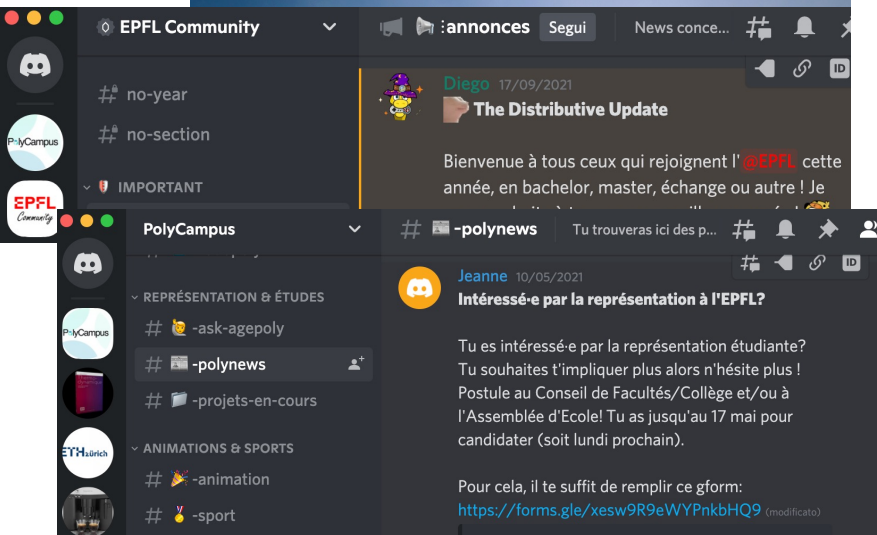 EPFL Community
annonces
Segui
News conce...
no-year
no-section
IMPORTANT
PolyCampus
EPFL
Community
ID
Diego 17/09/2021
The Distributive Update
Bienvenue à tous ceux qui rejoignent l'@EPFL cette
année, en bachelor, master, échange ou autre ! Je
PolyCampus
-polynews
Tu trouveras ici des p...
REPRÉSENTATION & ÉTUDES
-ask-agepoly
-polynews
-projets-en-cours
ANIMATIONS & SPORTS
-animation
-sport
PolyCampus
ETHzürich
ID
Jeanne 10/05/2021
Intéressé·e par la représentation à l'EPFL?
Tu es intéressé·e par la représentation étudiante?
Tu souhaites t'impliquer plus alors n'hésite plus !
Postule au Conseil de Facultés/Collège et/ou à
l'Assemblée d'Ecole! Tu as jusqu'au 17 mai pour
candidater (soit lundi prochain).
Pour cela, il te suffit de remplir ce gform:
https://forms.gle/xesw9R9eWYPnkbHQ9 (modificato)